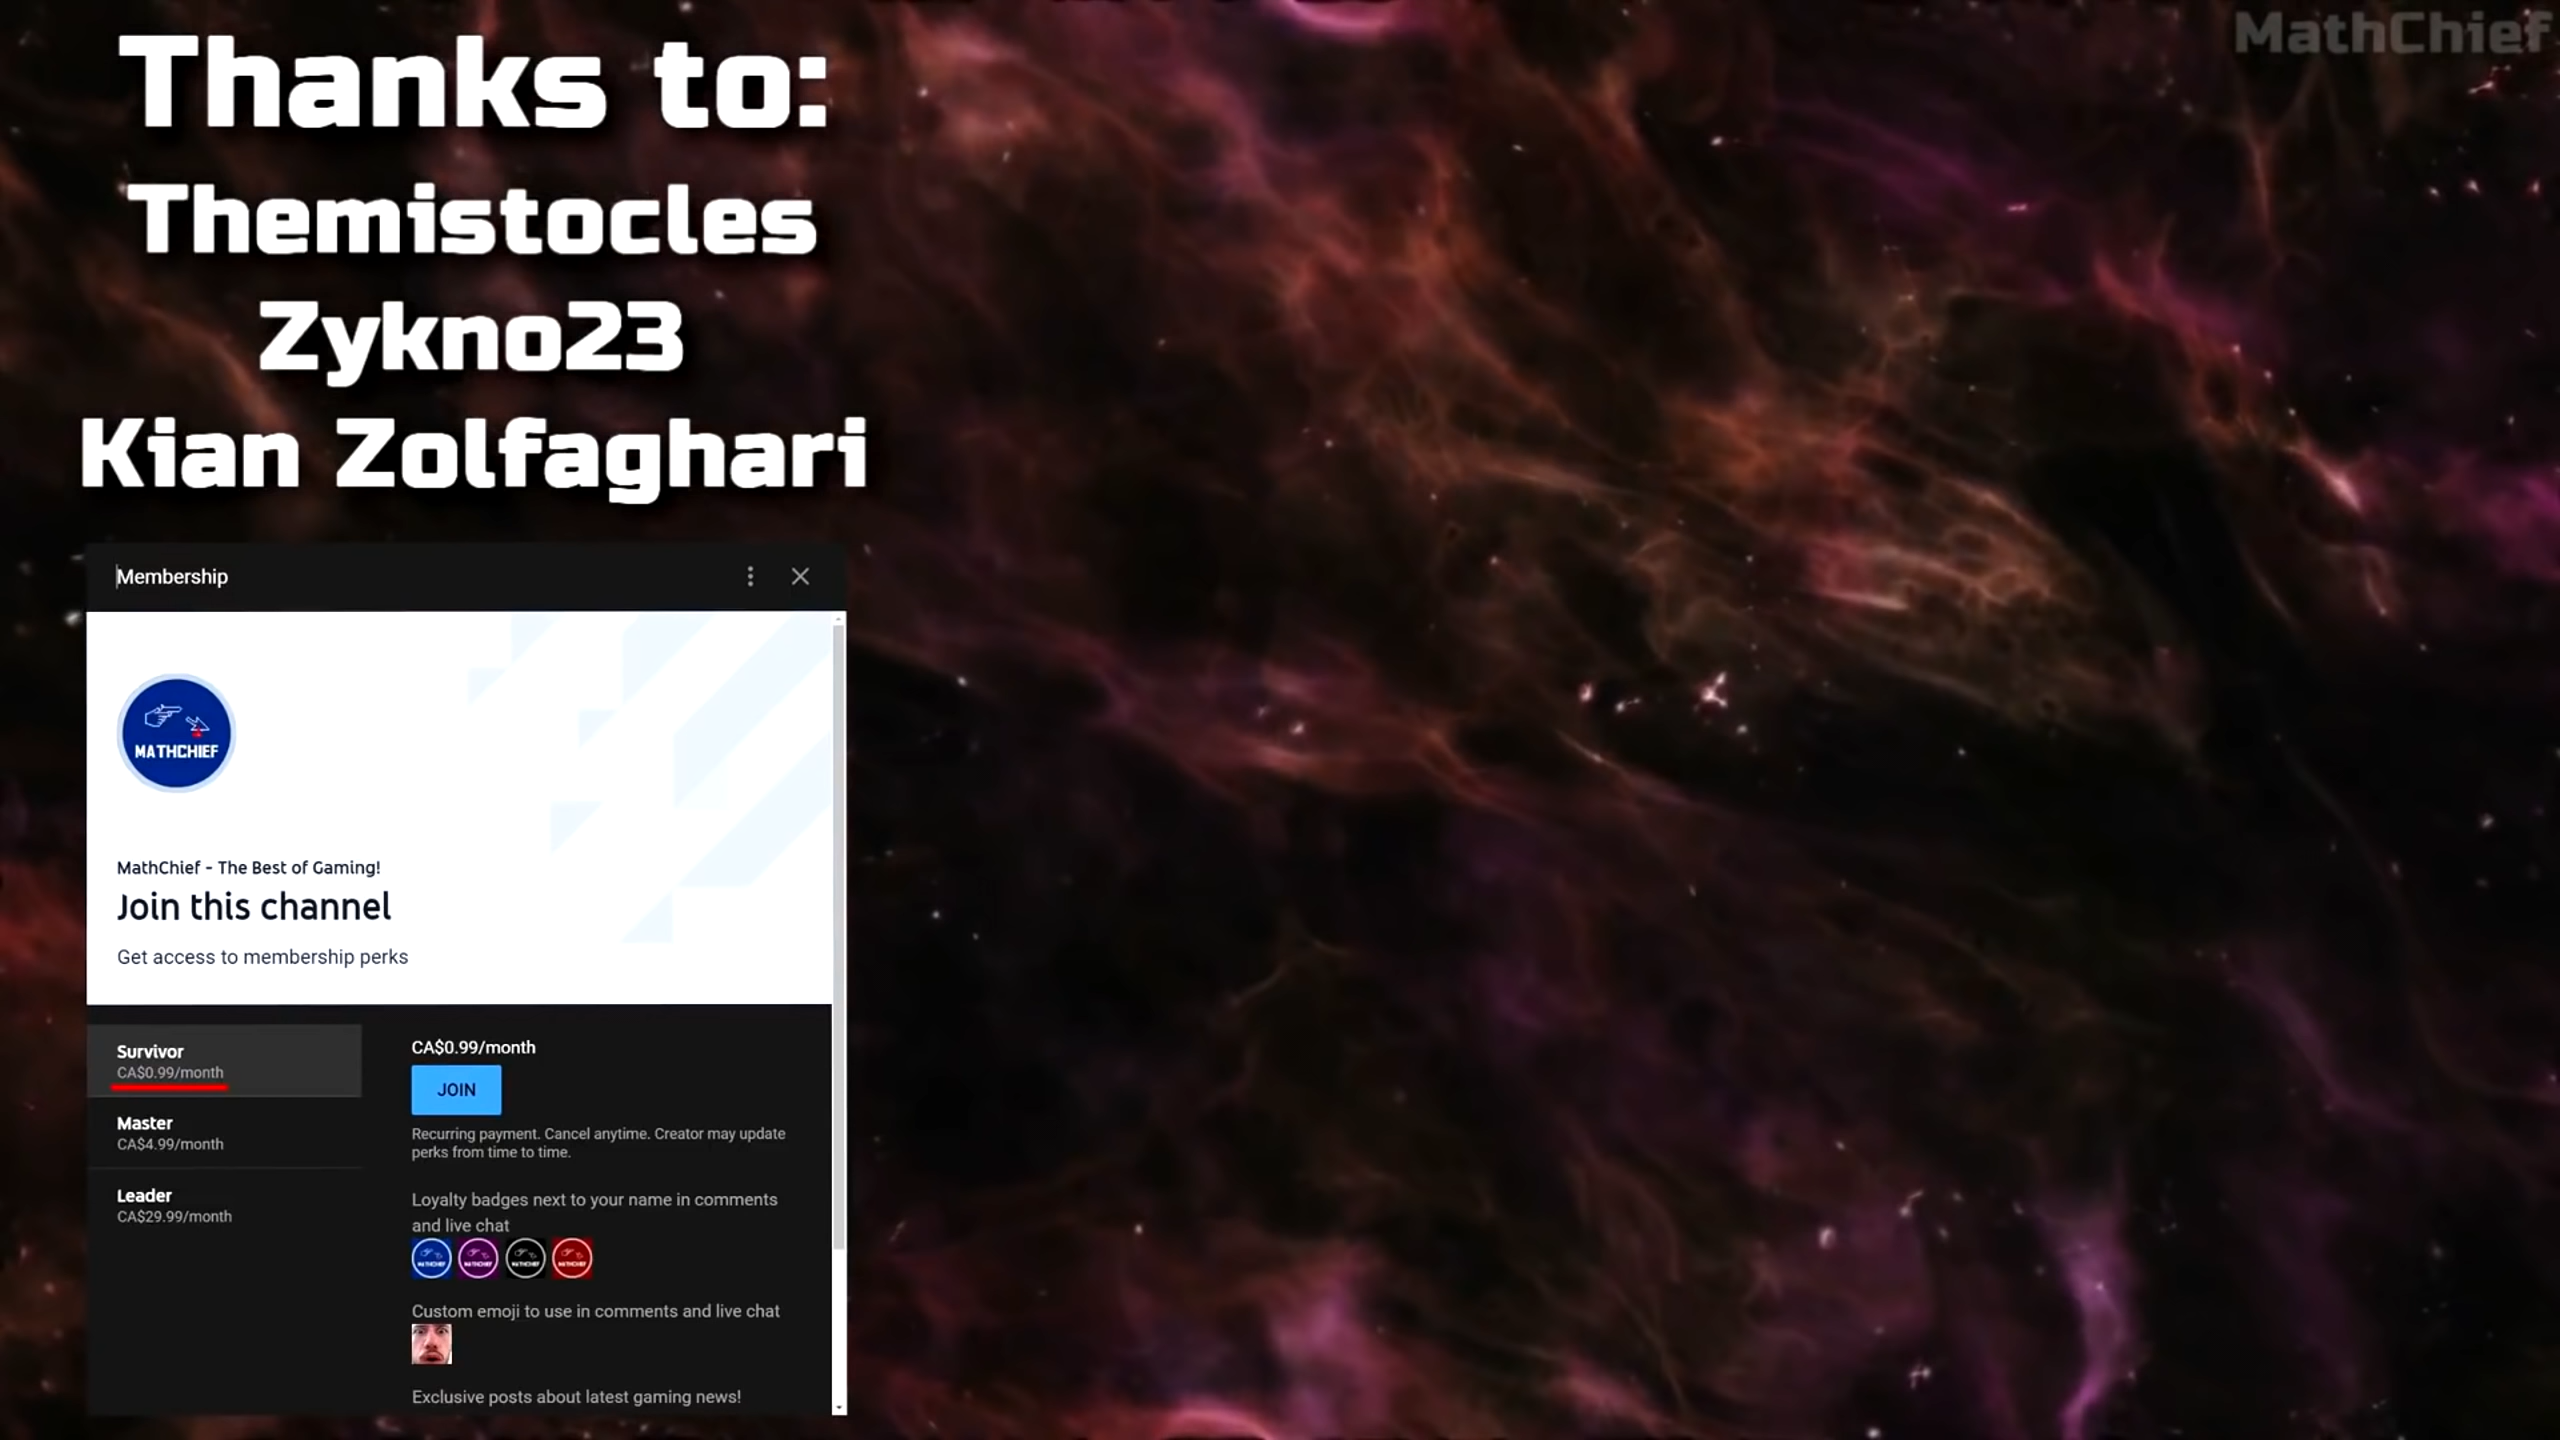 MathChief
Thanks to:
Themistocles
Zykno23
Kian Zolfaghari
Membership
MATHCHIEF
MathChief - The Best of Gaming!
Join this channel
Get access to membership perks
Survivor
CA$0.99/month
Master
CA$4.99/month
Leader
CA$29.99/month
CA$0.99/month
JOIN
Recurring payment. Cancel anytime. Creator may update
perks from time to time.
Loyalty badges next to your name in comments
and live chat
MATHCHIEF MATHCHIEF MATHCHIEF MATHCHIEF
Custom emoji to use in comments and live chat
Exclusive posts about latest gaming news!